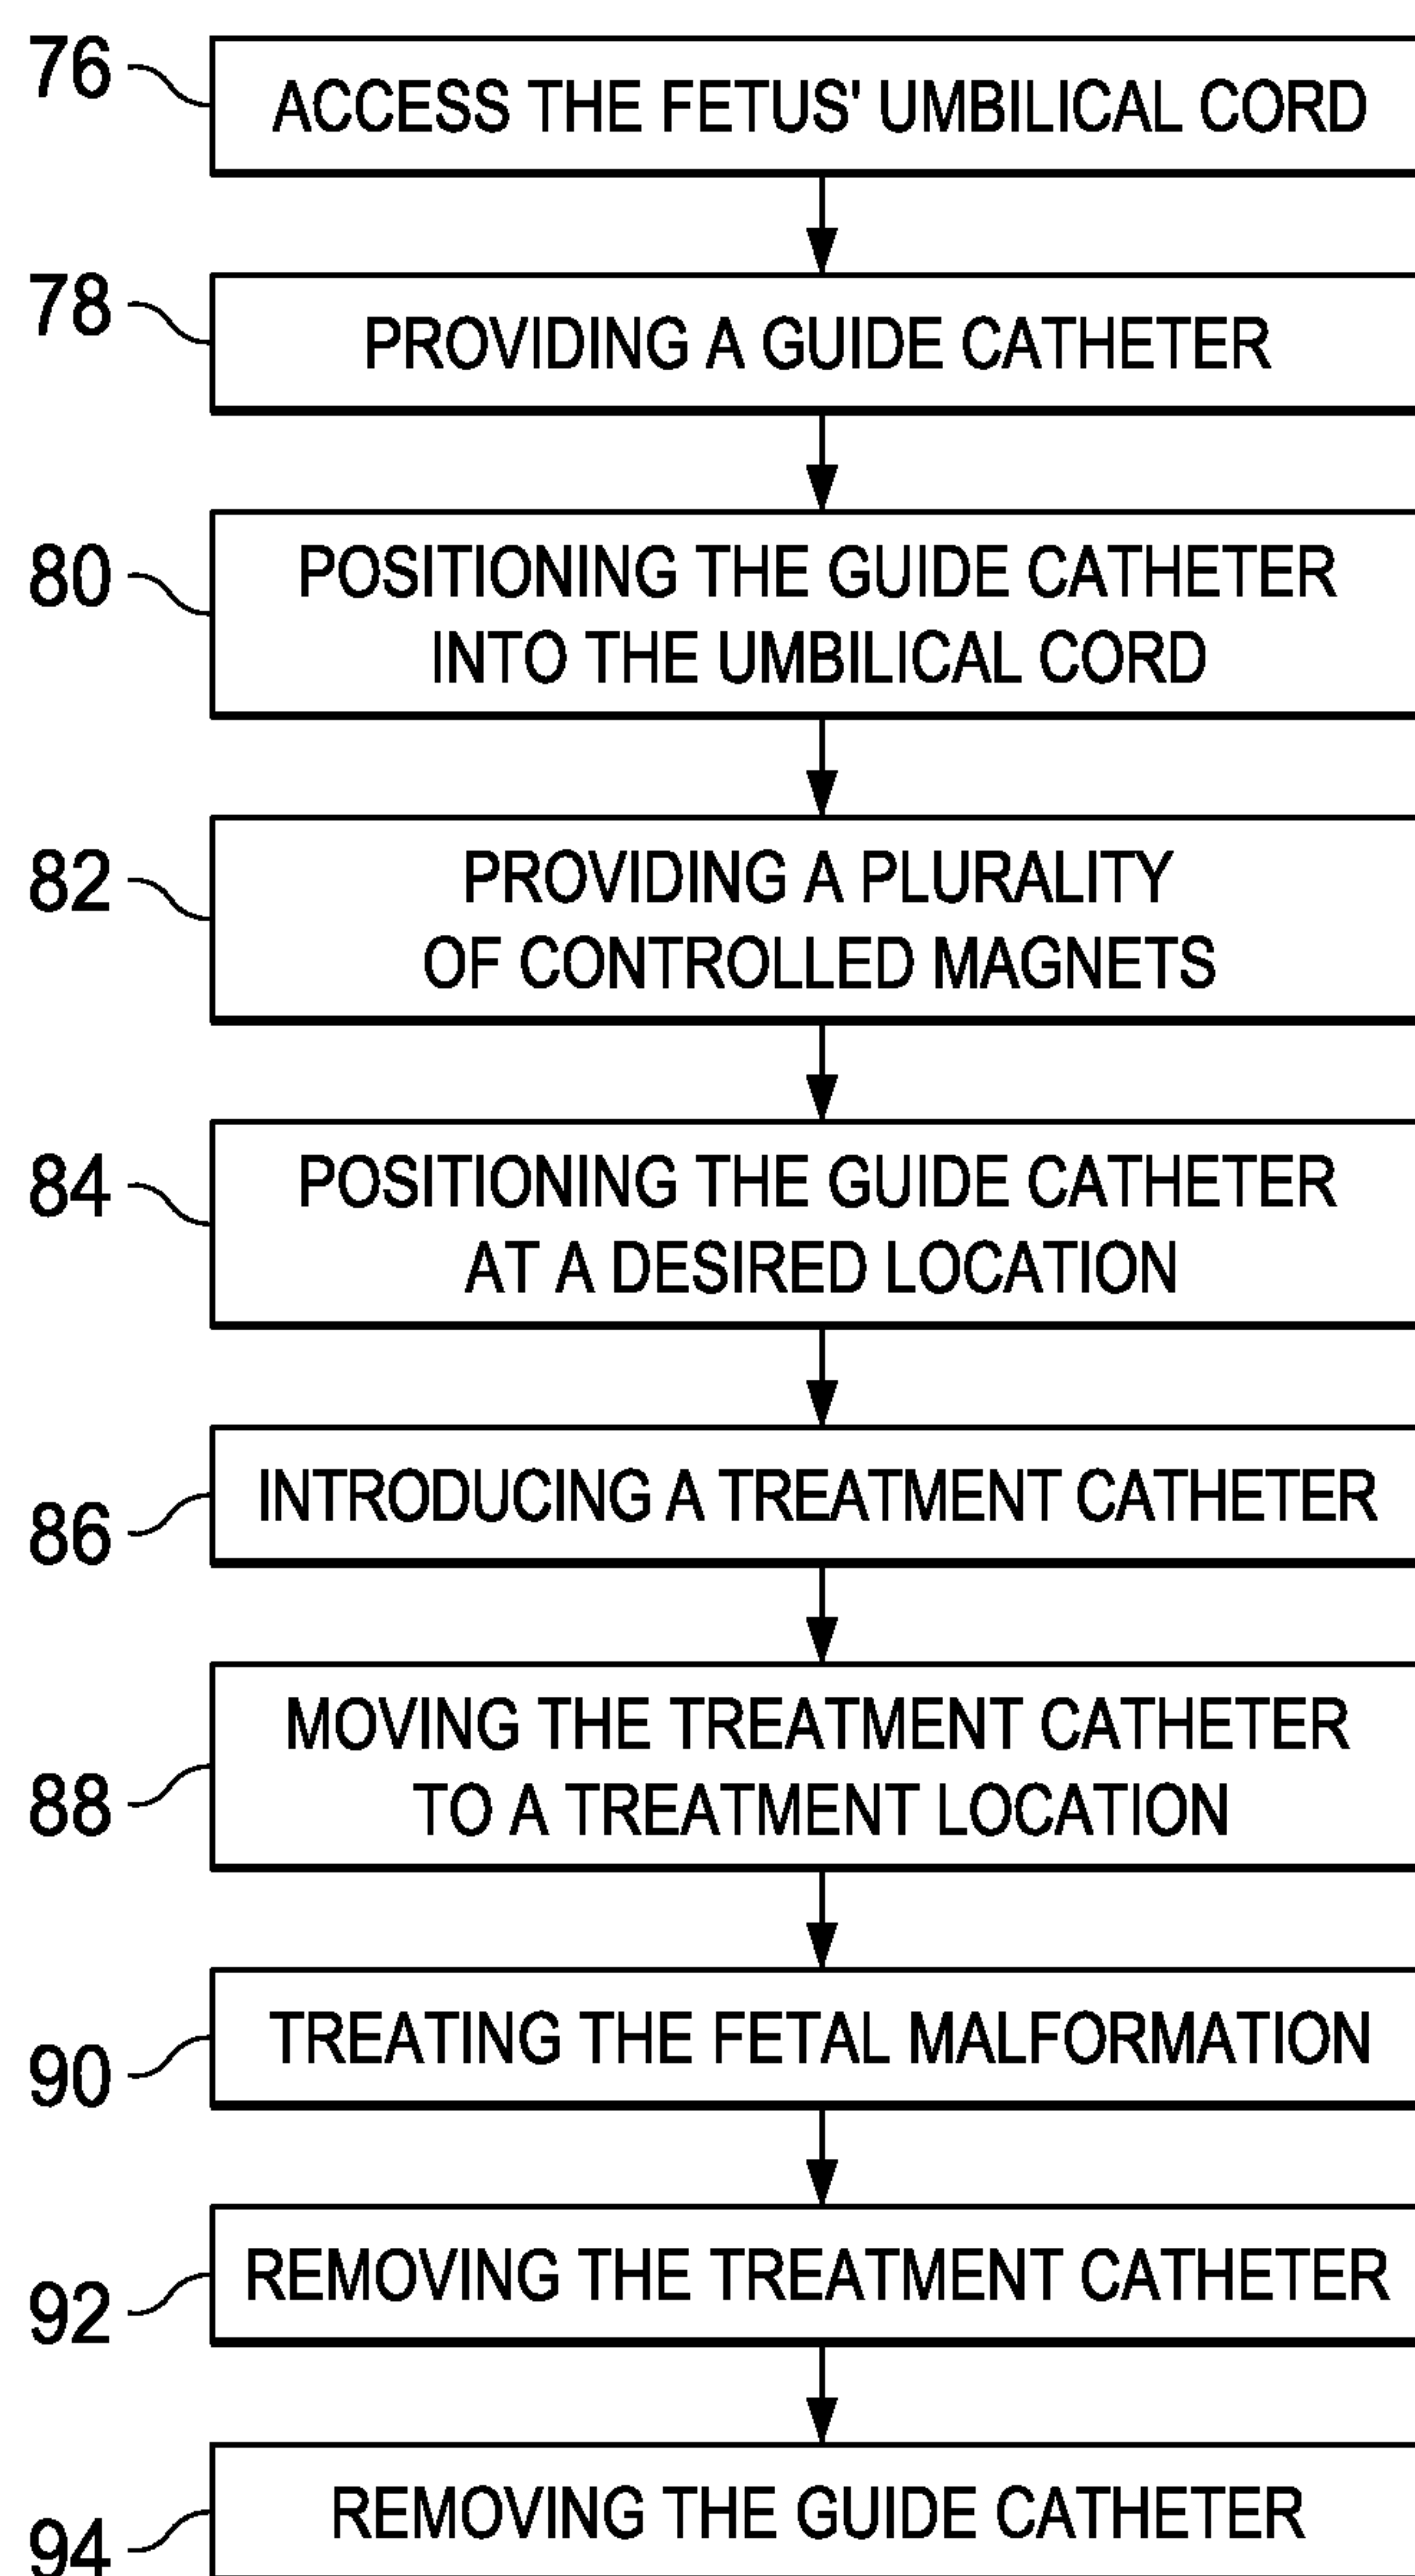 76
ACCESS THE FETUS' UMBILICAL CORD
78
PROVIDING A GUIDE CATHETER
80
POSITIONING THE GUIDE CATHETER
INTO THE UMBILICAL CORD
82
PROVIDING A PLURALITY
OF CONTROLLED MAGNETS
84
POSITIONING THE GUIDE CATHETER
AT A DESIRED LOCATION
86
INTRODUCING A TREATMENT CATHETER
88
MOVING THE TREATMENT CATHETER
TO A TREATMENT LOCATION
90
TREATING THE FETAL MALFORMATION
92
REMOVING THE TREATMENT CATHETER
94
REMOVING THE GUIDE CATHETER